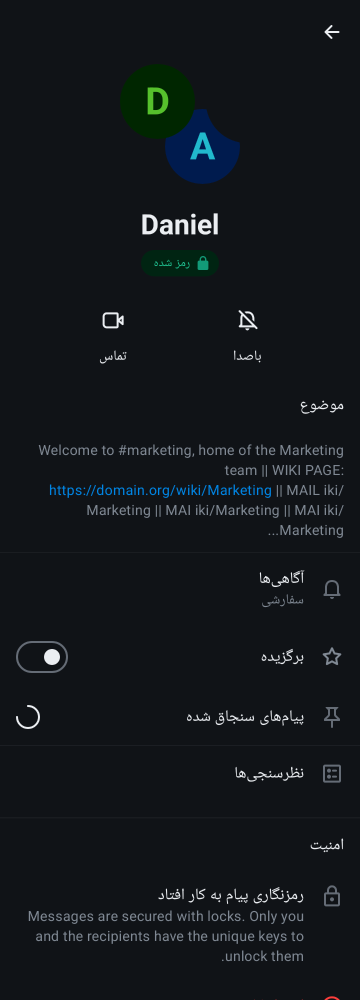 D
A
Daniel
رمز شده
باصدا
تماس
موضوع
Welcome to #marketing, home of the Marketing
team || WIKI PAGE:
https://domain.org/wiki/Marketing || MAIL iki/
Marketing || MAI iki/Marketing || MAI iki/
Marketing...
آگاهی‌ها
سفارشی
برگزیده
پیام‌های سنجاق شده
نظرسنجی‌ها
امنیت
رمزنگاری پیام به کار افتاد
Messages are secured with locks. Only you
and the recipients have the unique keys to
unlock them.